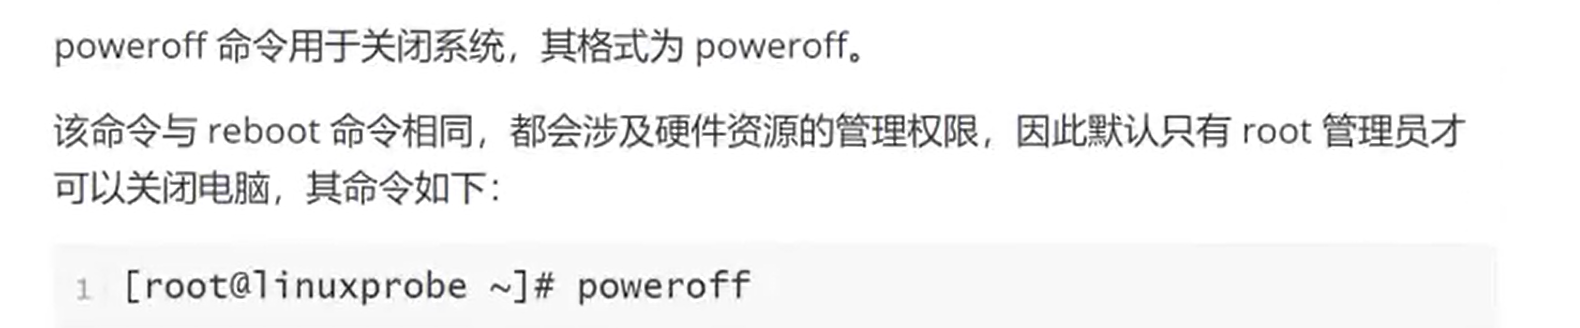 poweroff 命令用于关闭系统，其格式为 poweroff。
该命令与 reboot 命令相同，都会涉及硬件资源的管理权限，因此默认只有 root 管理员才
可以关闭电脑，其命令如下：
1 [root@linuxprobe ~]# poweroff